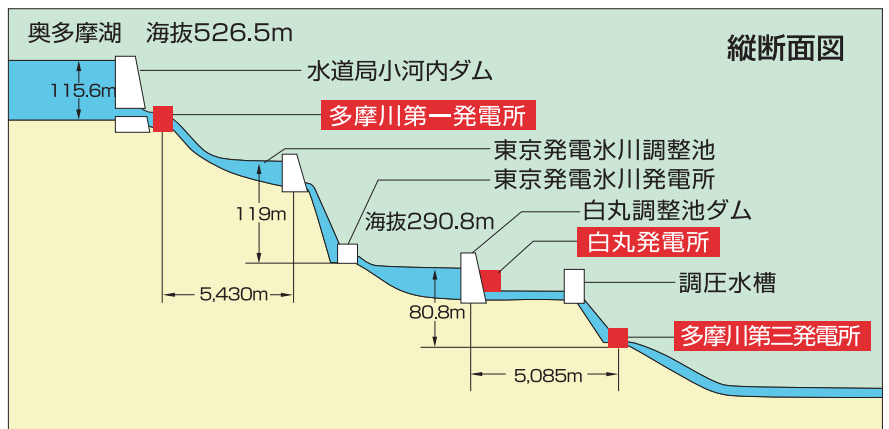 奥多摩湖 海抜526.5m
縦断面図
水道局小河内ダム
115.6m
多摩川第一発電所
東京発電氷川調整池
東京発電氷川発電所
119m
海抜290.8m
白丸調整池ダム
白丸発電所
調圧水槽
5,430m
80.8m
多摩川第三発電所
5,085m